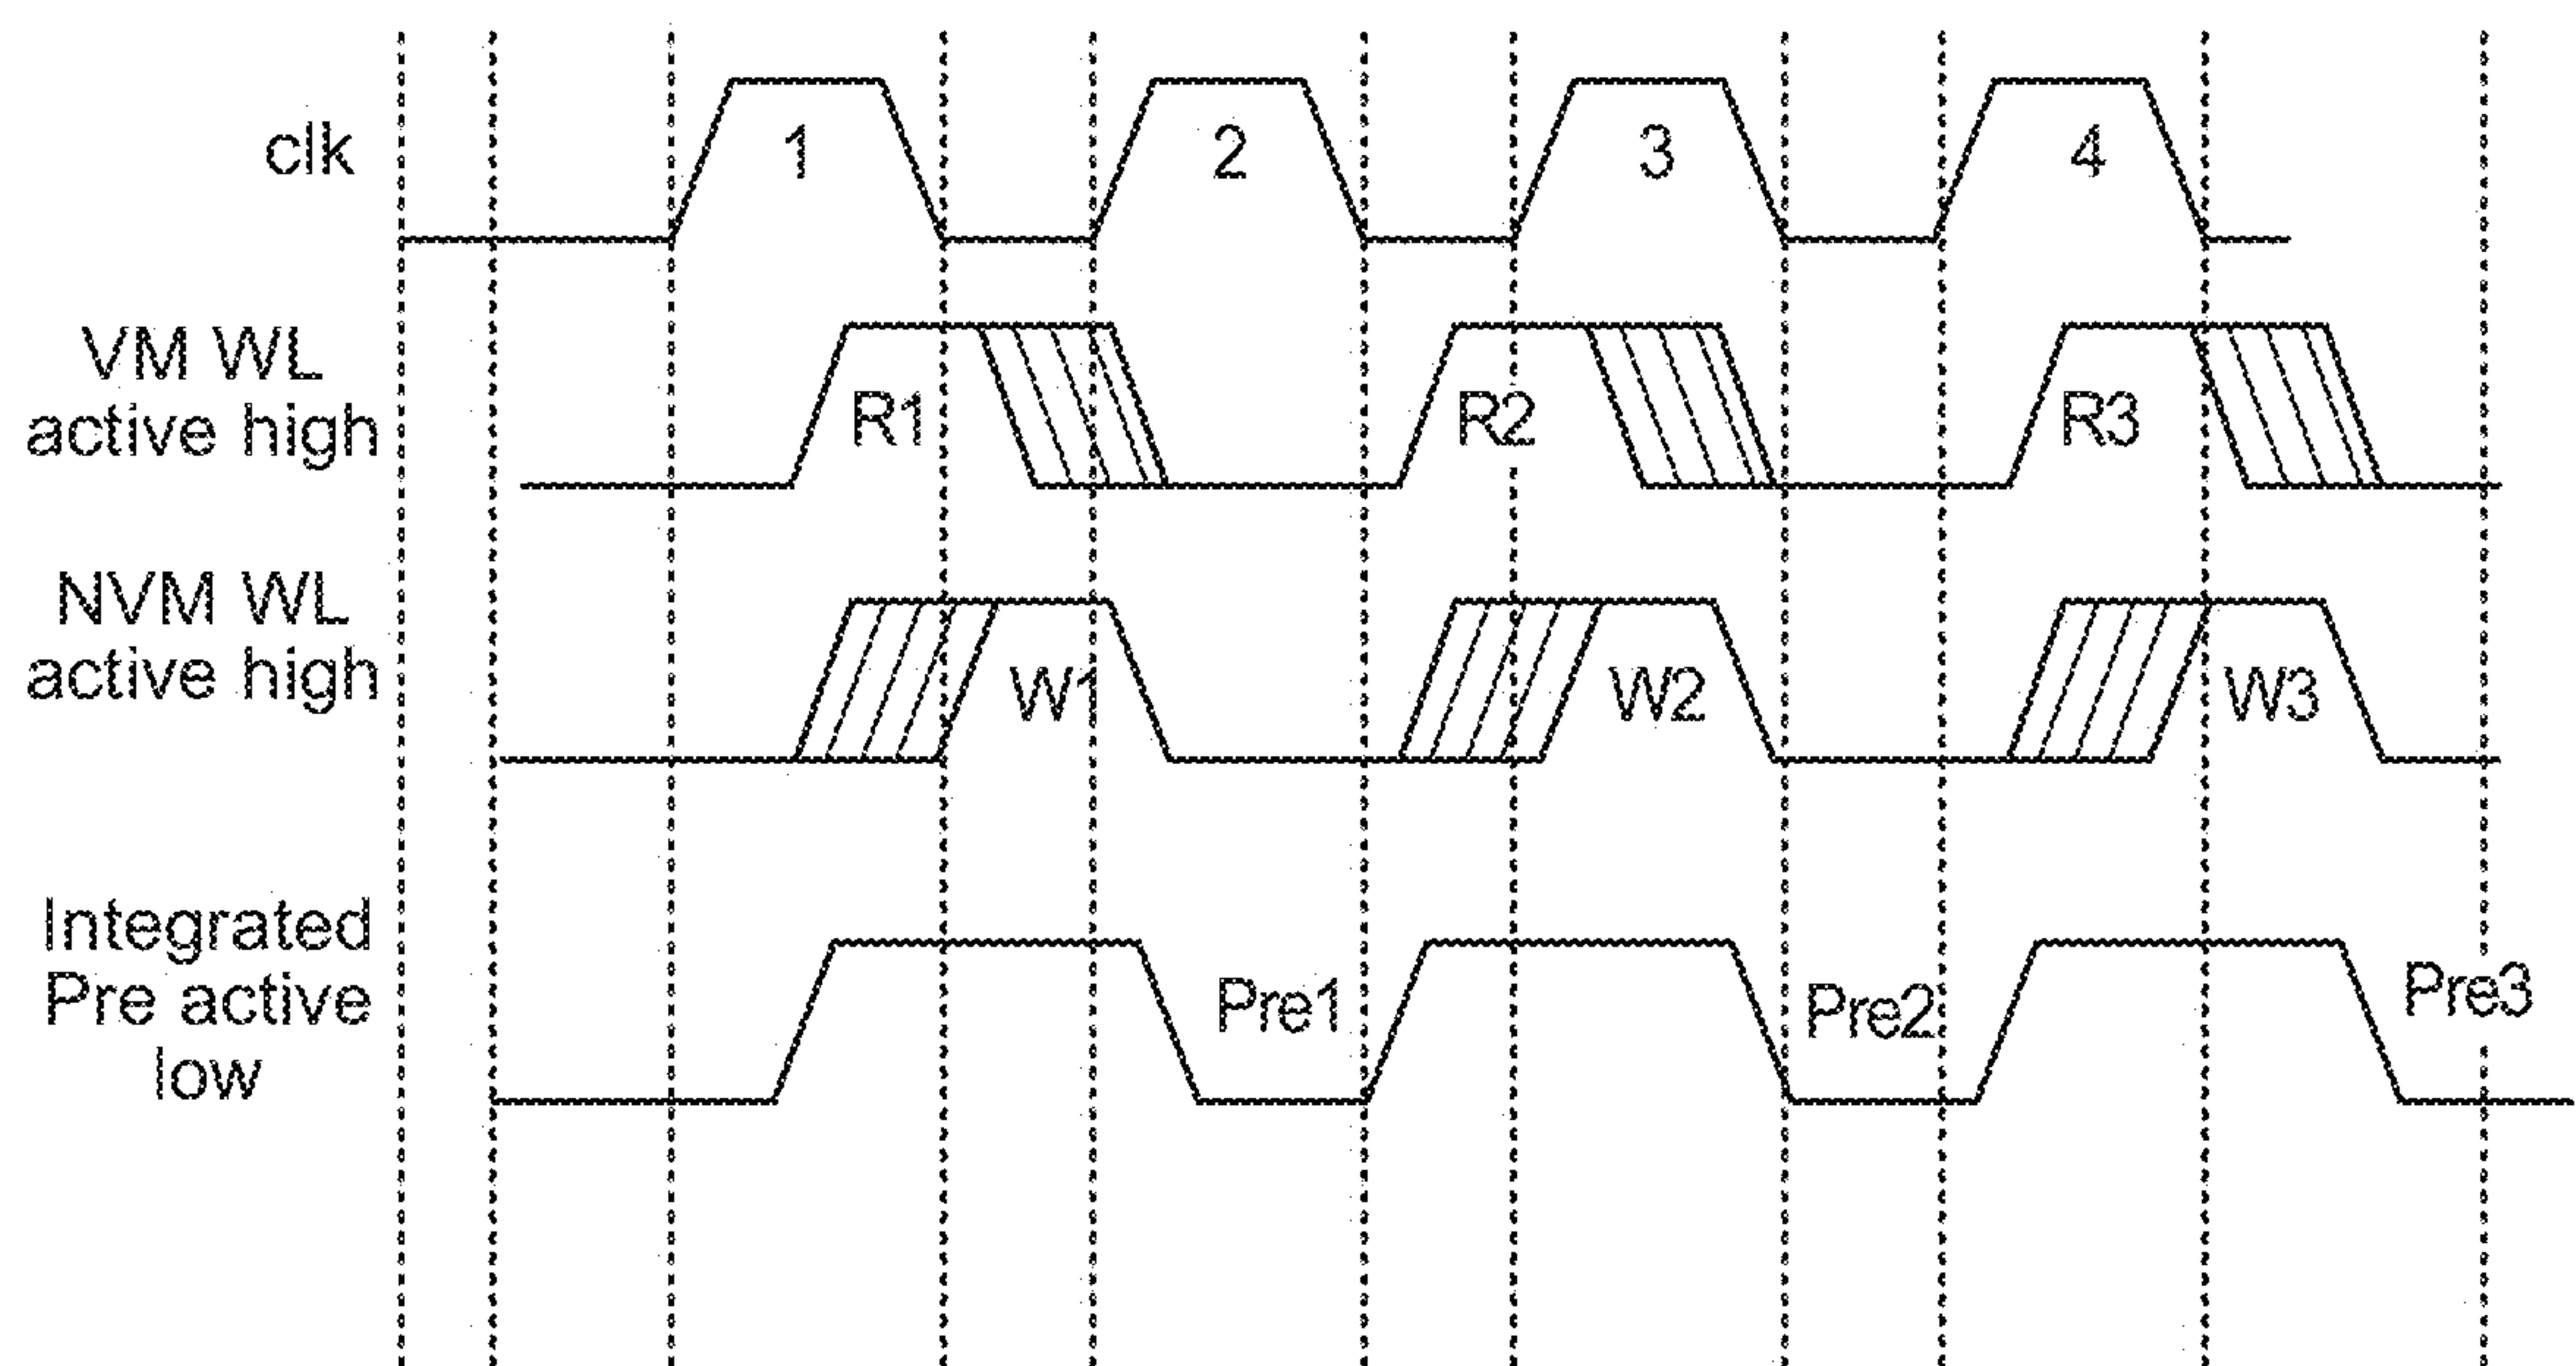 clk
1
2
3
4
VM WL
active high
R1
R2
R3
NVM WL
active high
W1
W2
W3
Integrated
Pre active
low
Pre1
Pre2
Pre3